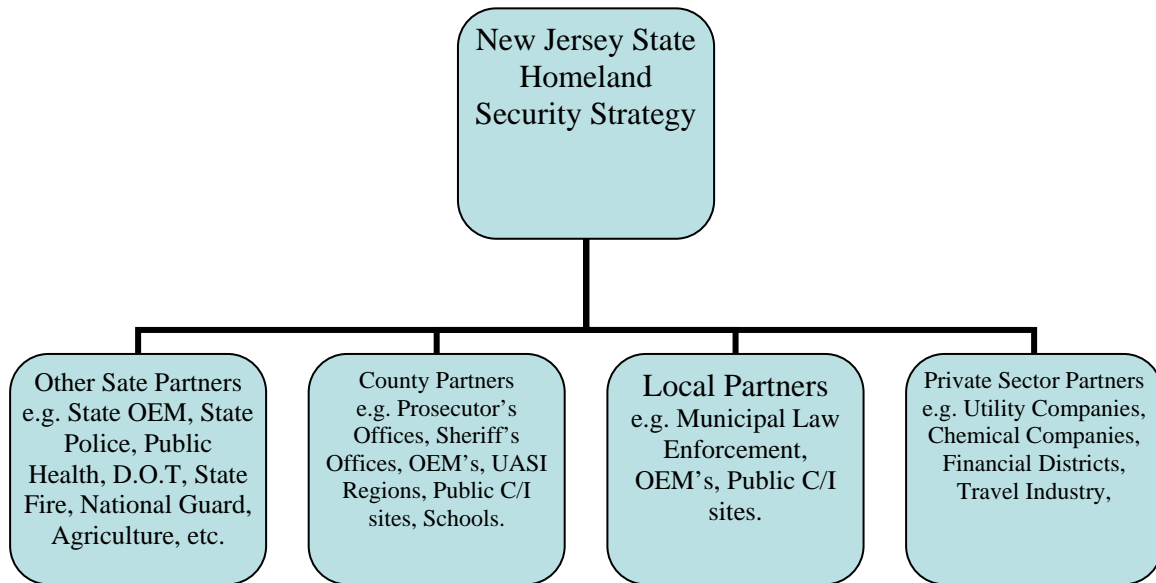 New Jersey State
Homeland
Security Strategy
Other Sate Partners
e.g. State OEM, State
Police, Public
Health, D.O.T, State
Fire, National Guard,
Agriculture, etc.
County Partners
e.g. Prosecutor’s
Offices, Sheriff’s
Offices, OEM’s, UASI
Regions, Public C/I
sites, Schools.
Local Partners
e.g. Municipal Law
Enforcement,
OEM’s, Public C/I
sites.
Private Sector Partners
e.g. Utility Companies,
Chemical Companies,
Financial Districts,
Travel Industry,